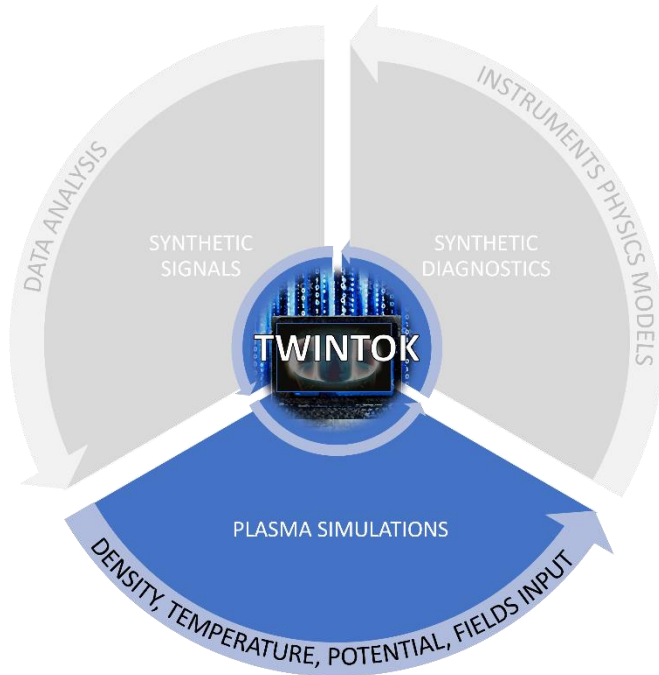 DATA ANALYSIS
INSTRUMENTS PHYSICS MODELS
SYNTHETIC
SIGNALS
SYNTHETIC
DIAGNOSTICS
TWINTOK
PLASMA SIMULATIONS
DENSITY, TEMPERATURE, POTENTIAL, FIELDS INPUT